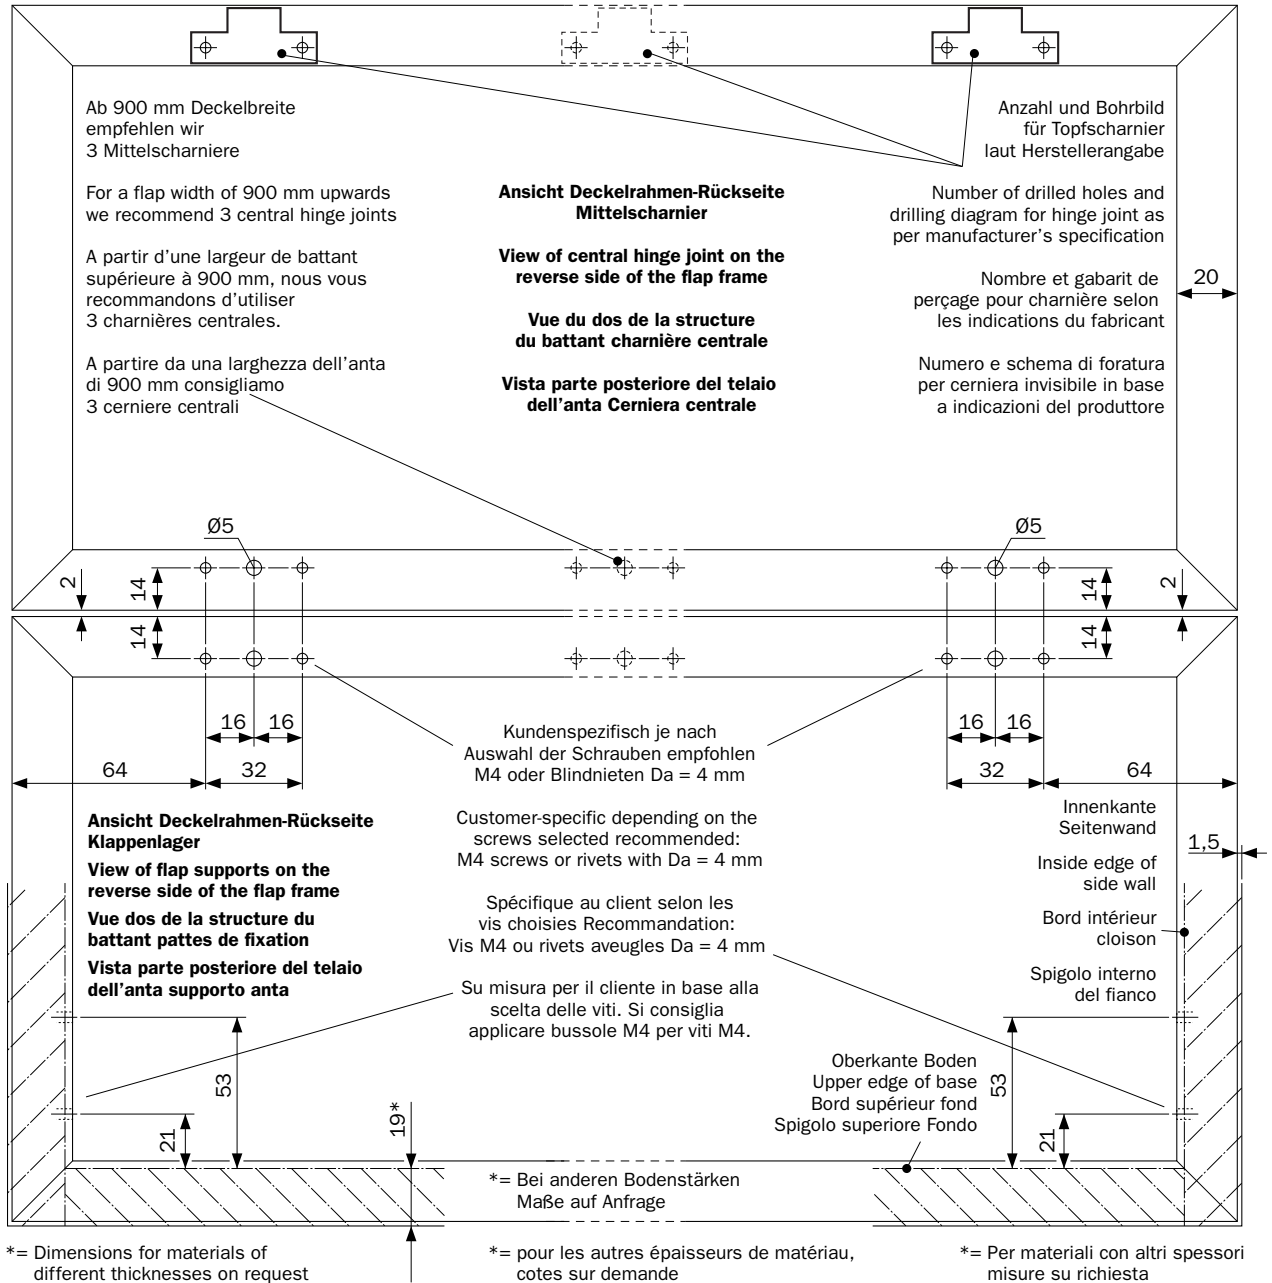 Ab 900 mm Deckelbreite
empfehlen wir
3 Mittelscharniere
For a flap width of 900 mm upwards
we recommend 3 central hinge joints
A partir d'une largeur de battant
supérieure à 900 mm, nous vous
recommandons d'utiliser
3 charnières centrales.
A partire da una larghezza dell'anta
di 900 mm consigliamo
3 cerniere centrali
Ansicht Deckelrahmen-Rückseite
Mittelscharnier
View of central hinge joint on the
reverse side of the flap frame
Vue du dos de la structure
du battant charnière centrale
Vista parte posteriore del telaio
dell'anta Cerniera centrale
Anzahl und Bohrbild
für Topfscharnier
laut Herstellerangabe
Number of drilled holes and
drilling diagram for hinge joint as
per manufacturer's specification
Nombre et gabarit de
perçage pour charnière selon
les indications du fabricant
Numero e schema di foratura
per cerniera invisibile in base
a indicazioni del produttore
20
Ø5
Ø5
2
14
14
2
14
14
16
16
16
16
64
32
32
64
Kundenspezifisch je nach
Auswahl der Schrauben empfohlen
M4 oder Blindnieten Da = 4 mm
Customer-specific depending on the
screws selected recommended:
M4 screws or rivets with Da = 4 mm
Spécifique au client selon les
vis choisies Recommandation:
Vis M4 ou rivets aveugles Da = 4 mm
Su misura per il cliente in base alla
scelta delle viti. Si consiglia
applicare bussole M4 per viti M4.
Ansicht Deckelrahmen-Rückseite
Klappenlager
View of flap supports on the
reverse side of the flap frame
Vue dos de la structure du
battant pattes de fixation
Vista parte posteriore del telaio
dell'anta supporto anta
Innenkante
Seitenwand
Inside edge of
side wall
Bord intérieur
cloison
Spigolo interno
del fianco
1,5
53
21
19*
53
21
Oberkante Boden
Upper edge of base
Bord supérieur fond
Spigolo superiore Fondo
*= Bei anderen Bodenstärken
Maße auf Anfrage
*= Dimensions for materials of
different thicknesses on request
*= pour les autres épaisseurs de matériau,
cotes sur demande
*= Per materiali con altri spessori
misure su richiesta